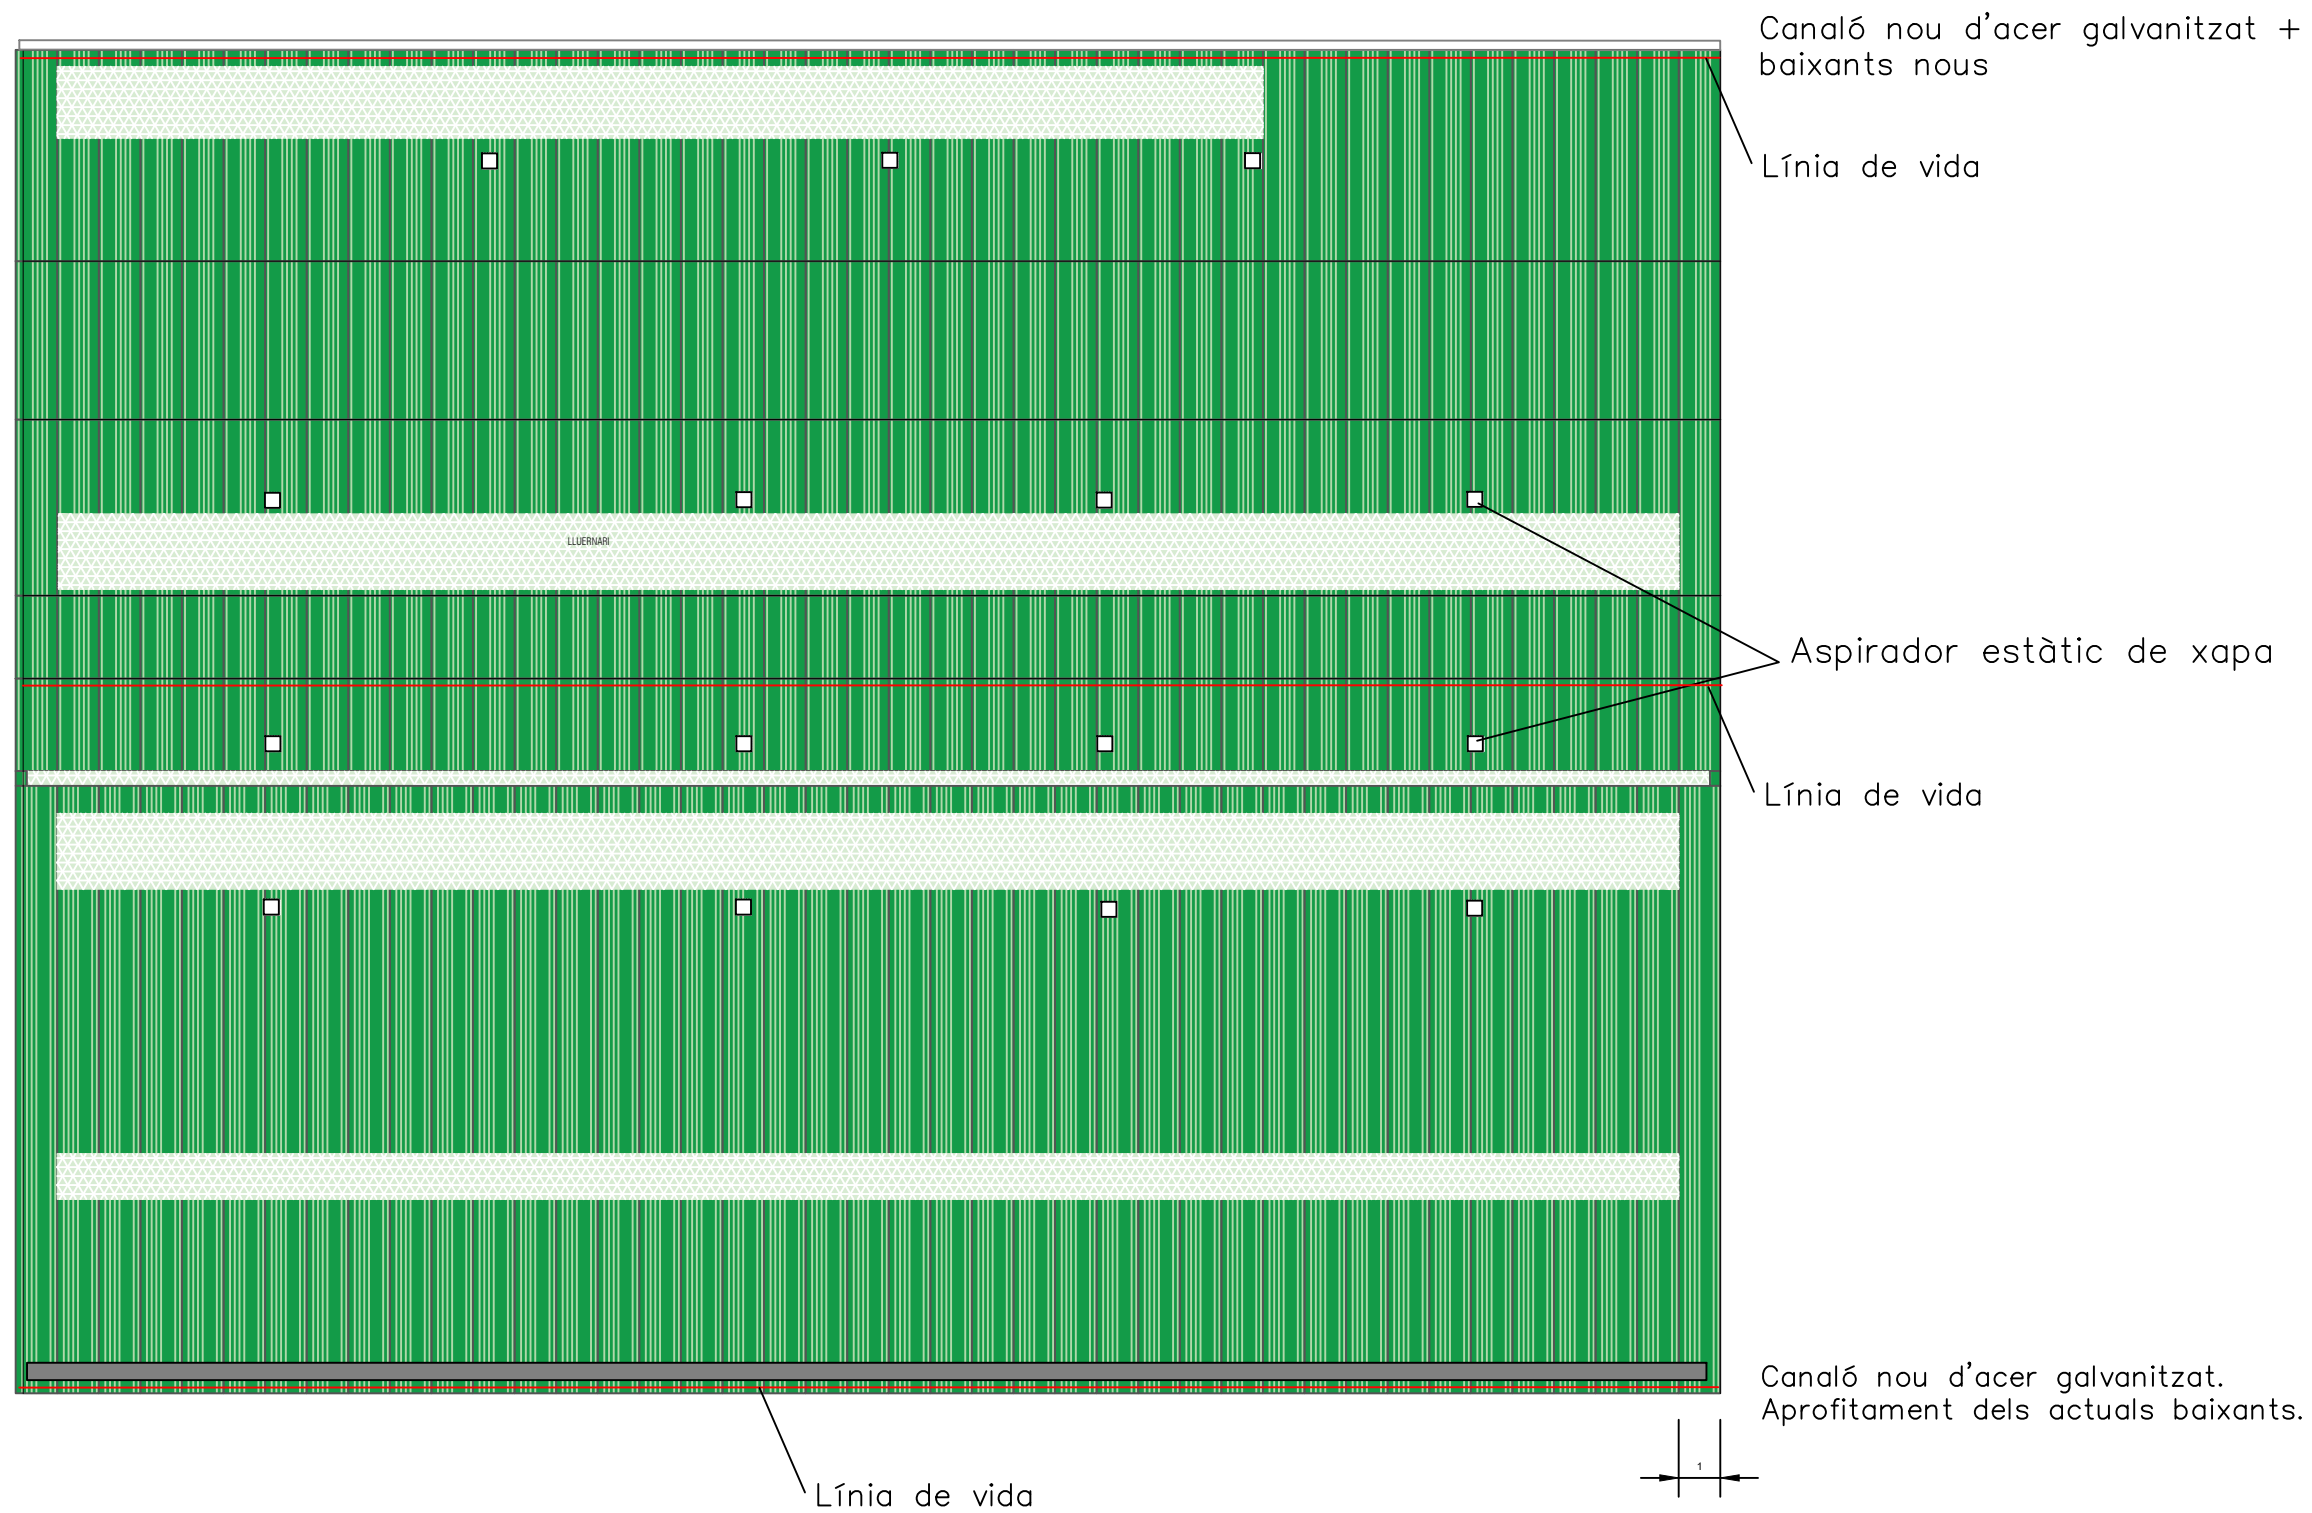 Canaló nou d'acer galvanitzat +
baixants nous
Línia de vida
LLUERNARI
Aspirador estàtic de xapa
Línia de vida
Canaló nou d'acer galvanitzat.
Aprofitament dels actuals baixants.
1
Línia de vida